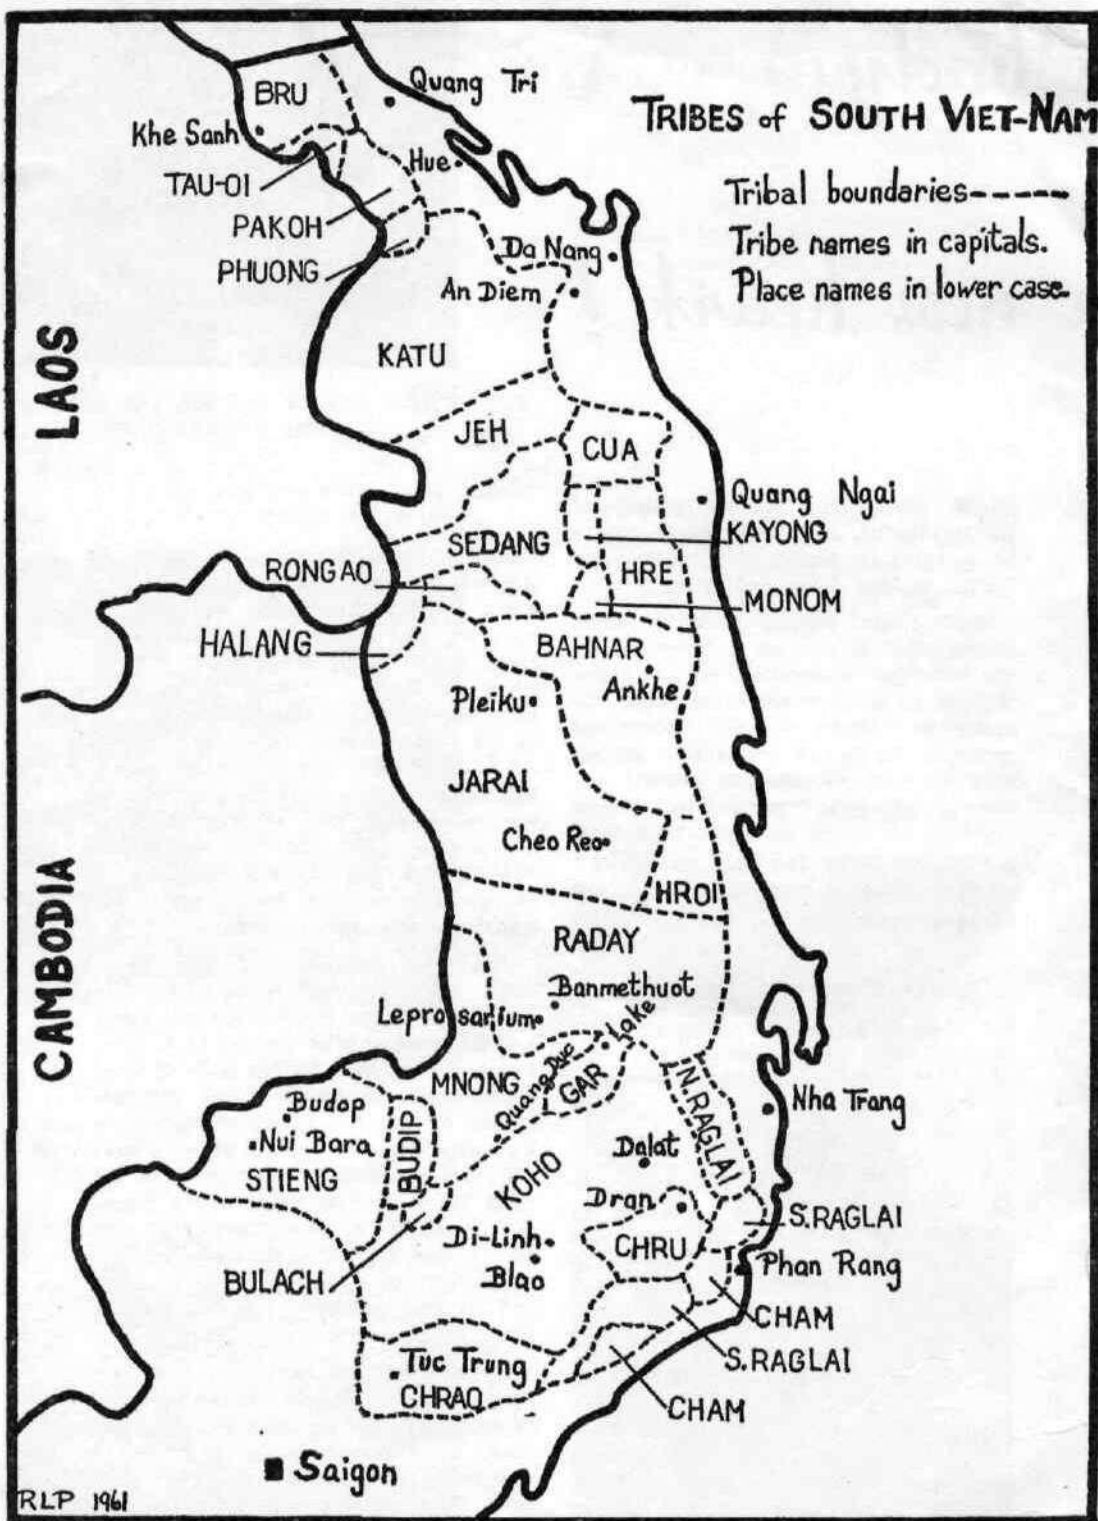 TRIBES of SOUTH VIET-NAM
Tribal boundaries-----
Tribe names in capitals.
Place names in lower case.
BRU
Quang Tri
Khe Sanh
TAU-OI
Hue
PAKOH
PHUONG
Da Nang
An Diem
LAOS
KATU
JEH
CUA
Quang Ngai
SEDANG
KAYONG
RONGAO
HRE
MONOM
HALANG
BAHNAR
Ankhe
Pleiku
JARAI
Cheo Reo
HROI
CAMBODIA
RADAY
Banmethuot
Leprosarium
Lake
MNONG
Quang Duc
GAR
N.RAGLAI
Nha Trang
Budop
Nui Bara
STIENG
BUDIP
KOHO
Dalat
Dran
S.RAGLAI
Di-Linh
CHRU
BULACH
Blao
Phan Rang
CHAM
S.RAGLAI
Tuc Trung
CHRAO
CHAM
Saigon
RLP 1961